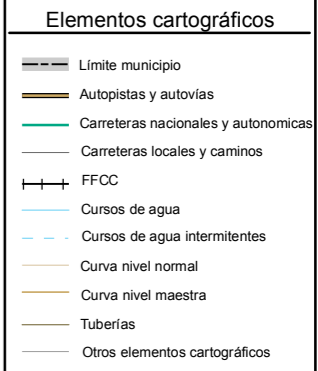 Elementos cartográficos
Límite municipio
Autopistas y autovías
Carreteras nacionales y autonomicas
Carreteras locales y caminos
FFCC
Cursos de agua
Cursos de agua intermitentes
Curva nivel normal
Curva nivel maestra
Tuberías
Otros elementos cartográficos